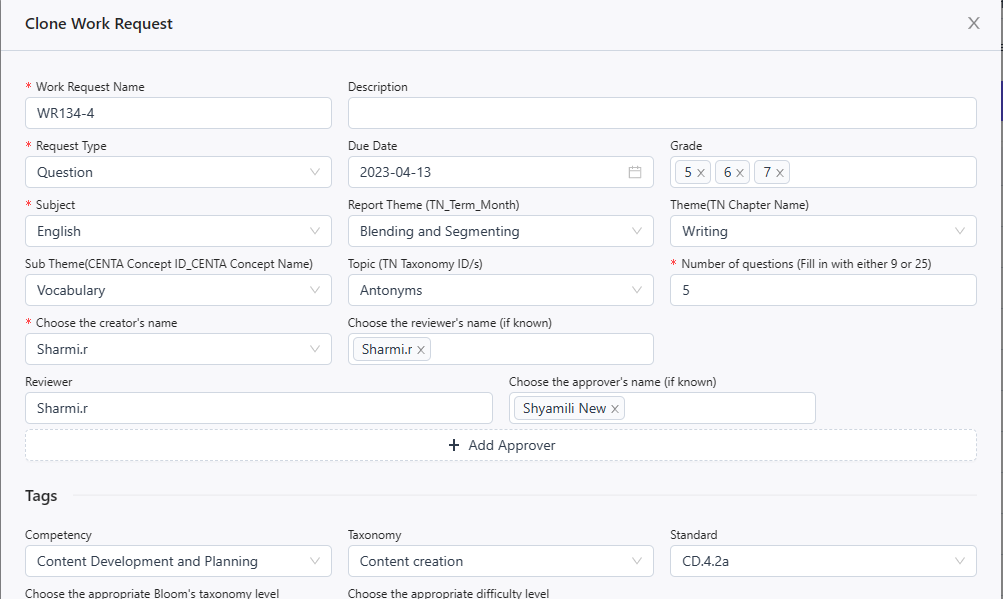 Clone Work Request
* Work Request Name Description
WR134-4
* Request Type Due Date Grade
Question 2023-04-13 5 6 7
* Subject Report Theme (TN_Term_Month) Theme(TN Chapter Name)
English Blending and Segmenting Writing
Sub Theme(CENTA Concept ID_CENTA Concept Name) Topic (TN Taxonomy ID/s) * Number of questions (Fill in with either 9 or 25)
Vocabulary Antonyms 5
* Choose the creator's name Choose the reviewer's name (if known)
Sharmi.r Sharmi.r
Reviewer Choose the approver's name (if known)
Sharmi.r Shyamili New
+ Add Approver
Tags
Competency Taxonomy Standard
Content Development and Planning Content creation CD.4.2a
Choose the appropriate Bloom's taxonomy level Choose the appropriate difficulty level